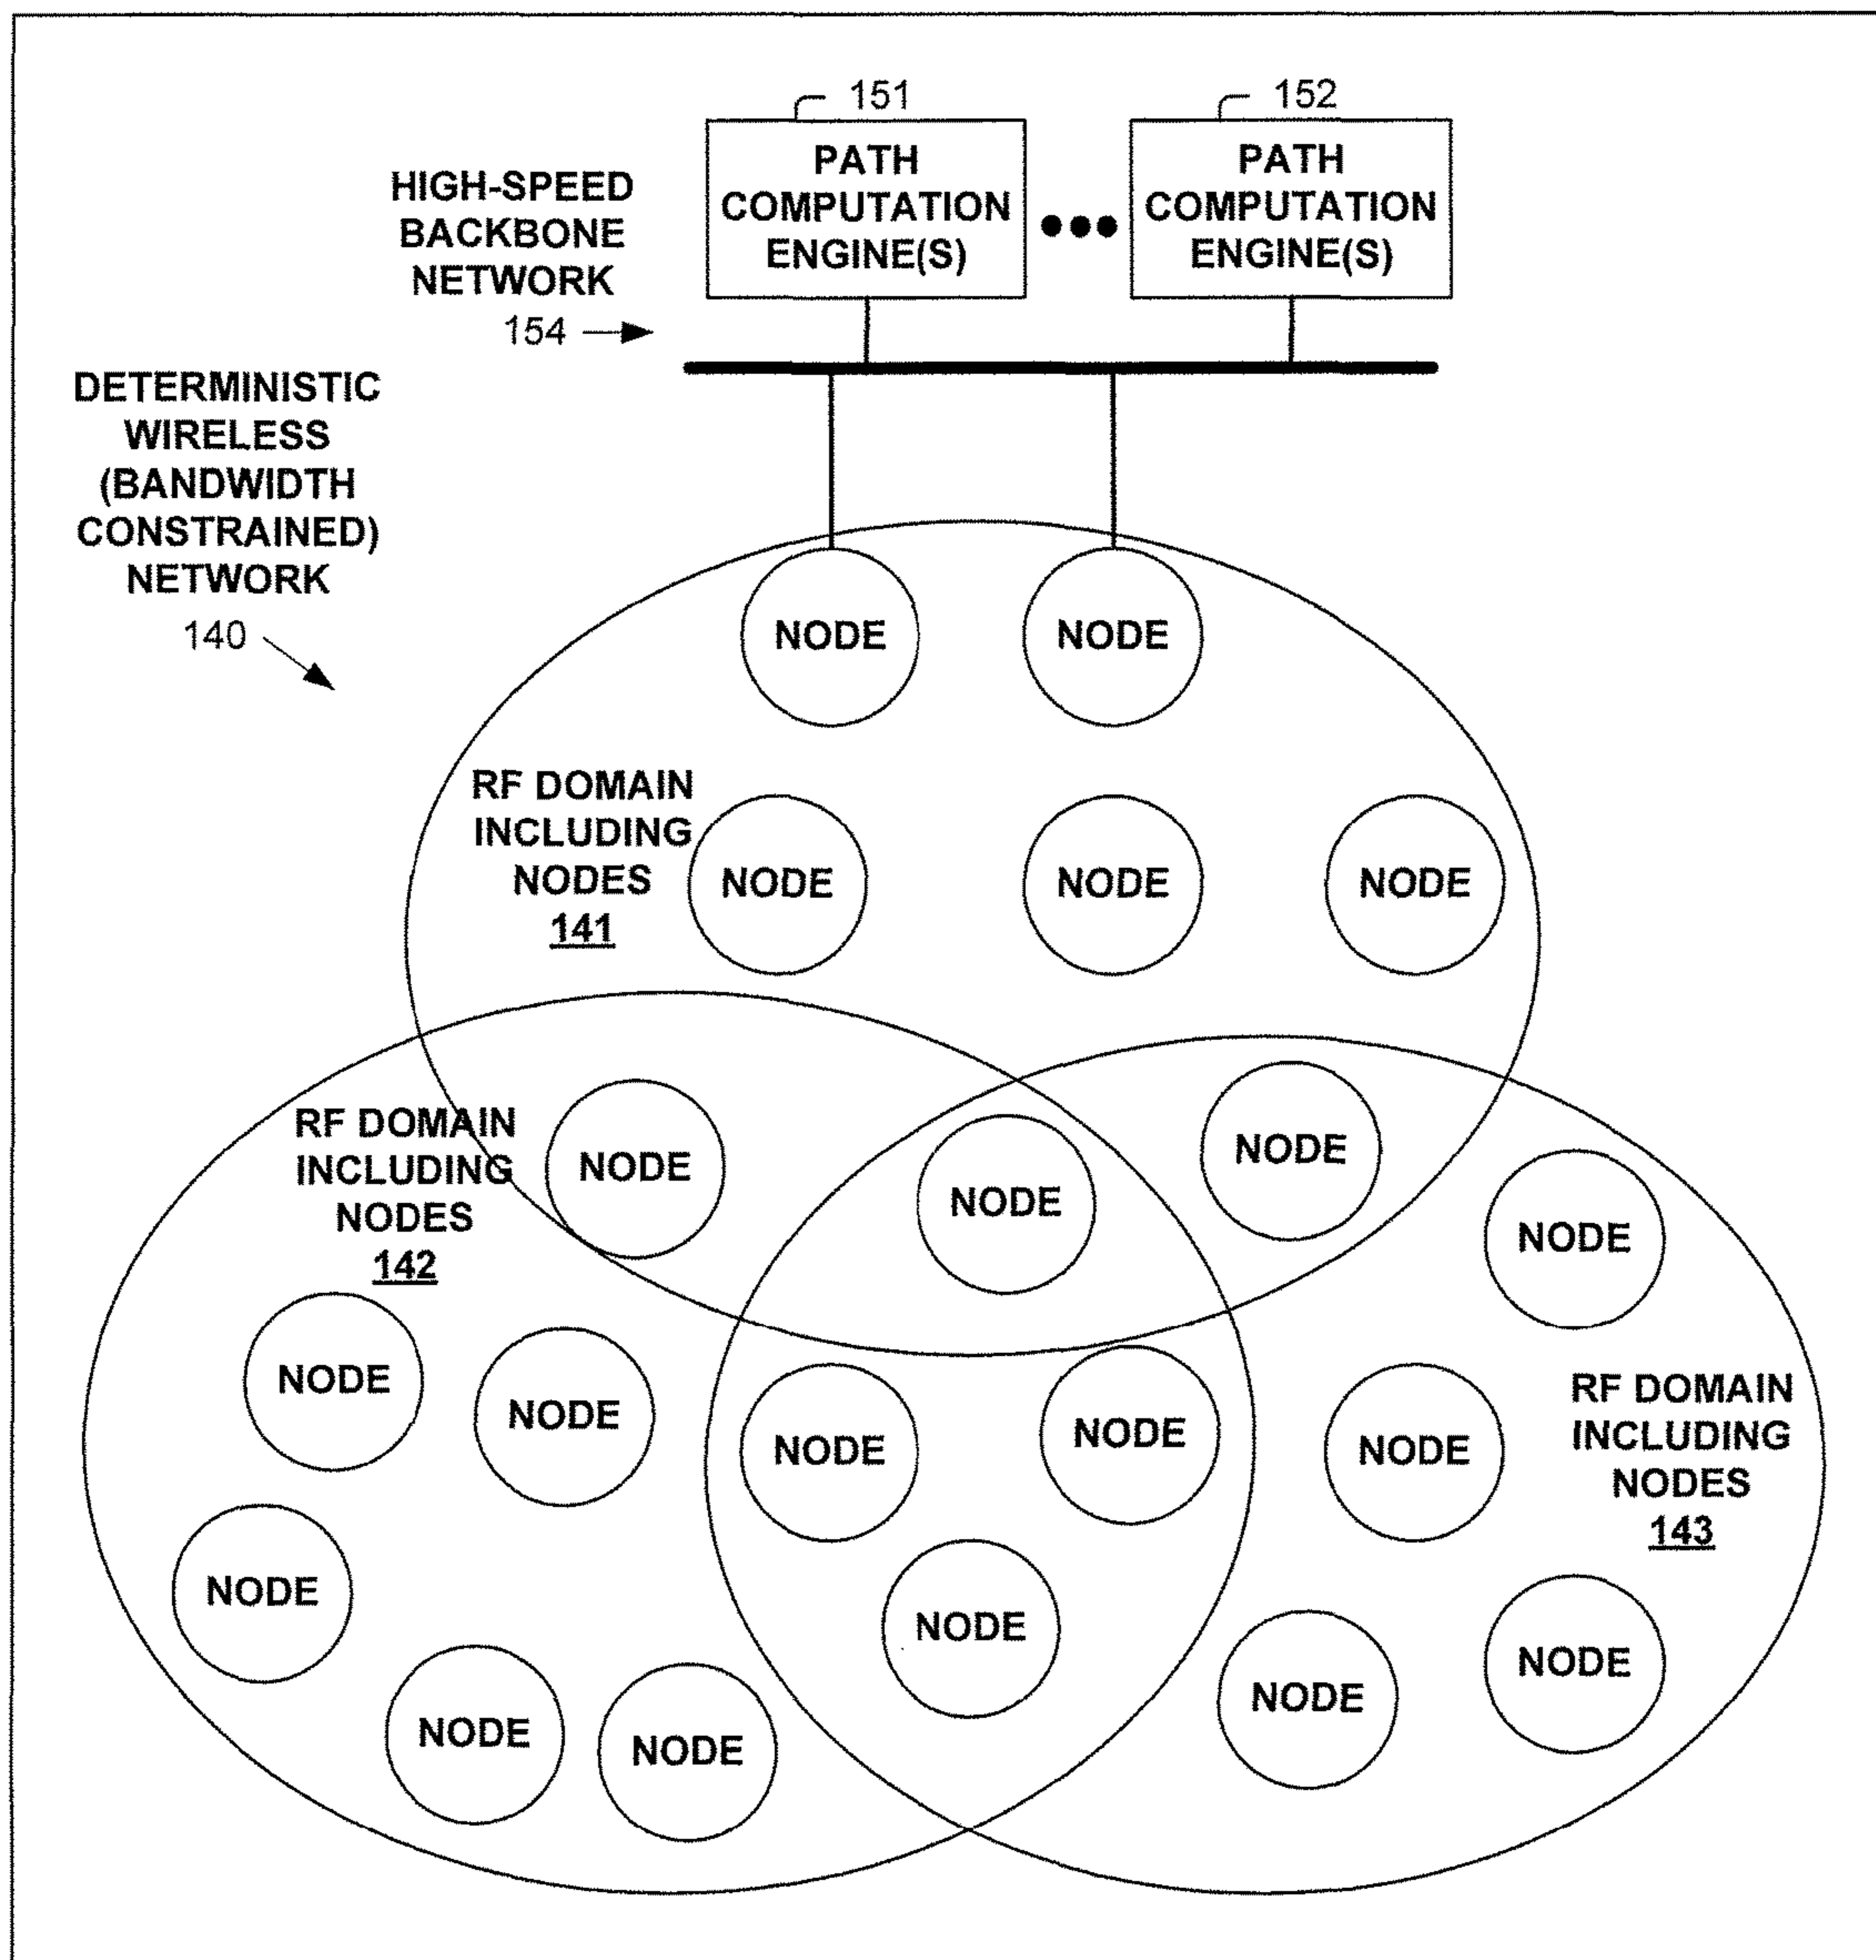 151
152
PATH
COMPUTATION
ENGINE(S)
PATH
COMPUTATION
ENGINE(S)
HIGH-SPEED
BACKBONE
NETWORK
154
DETERMINISTIC
WIRELESS
(BANDWIDTH
CONSTRAINED)
NETWORK
140
NODE
NODE
RF DOMAIN
INCLUDING
NODES
141
NODE
NODE
NODE
RF DOMAIN
INCLUDING
NODES
142
NODE
NODE
NODE
NODE
NODE
NODE
NODE
NODE
NODE
RF DOMAIN
INCLUDING
NODES
143
NODE
NODE
NODE
NODE
NODE
NODE
NODE